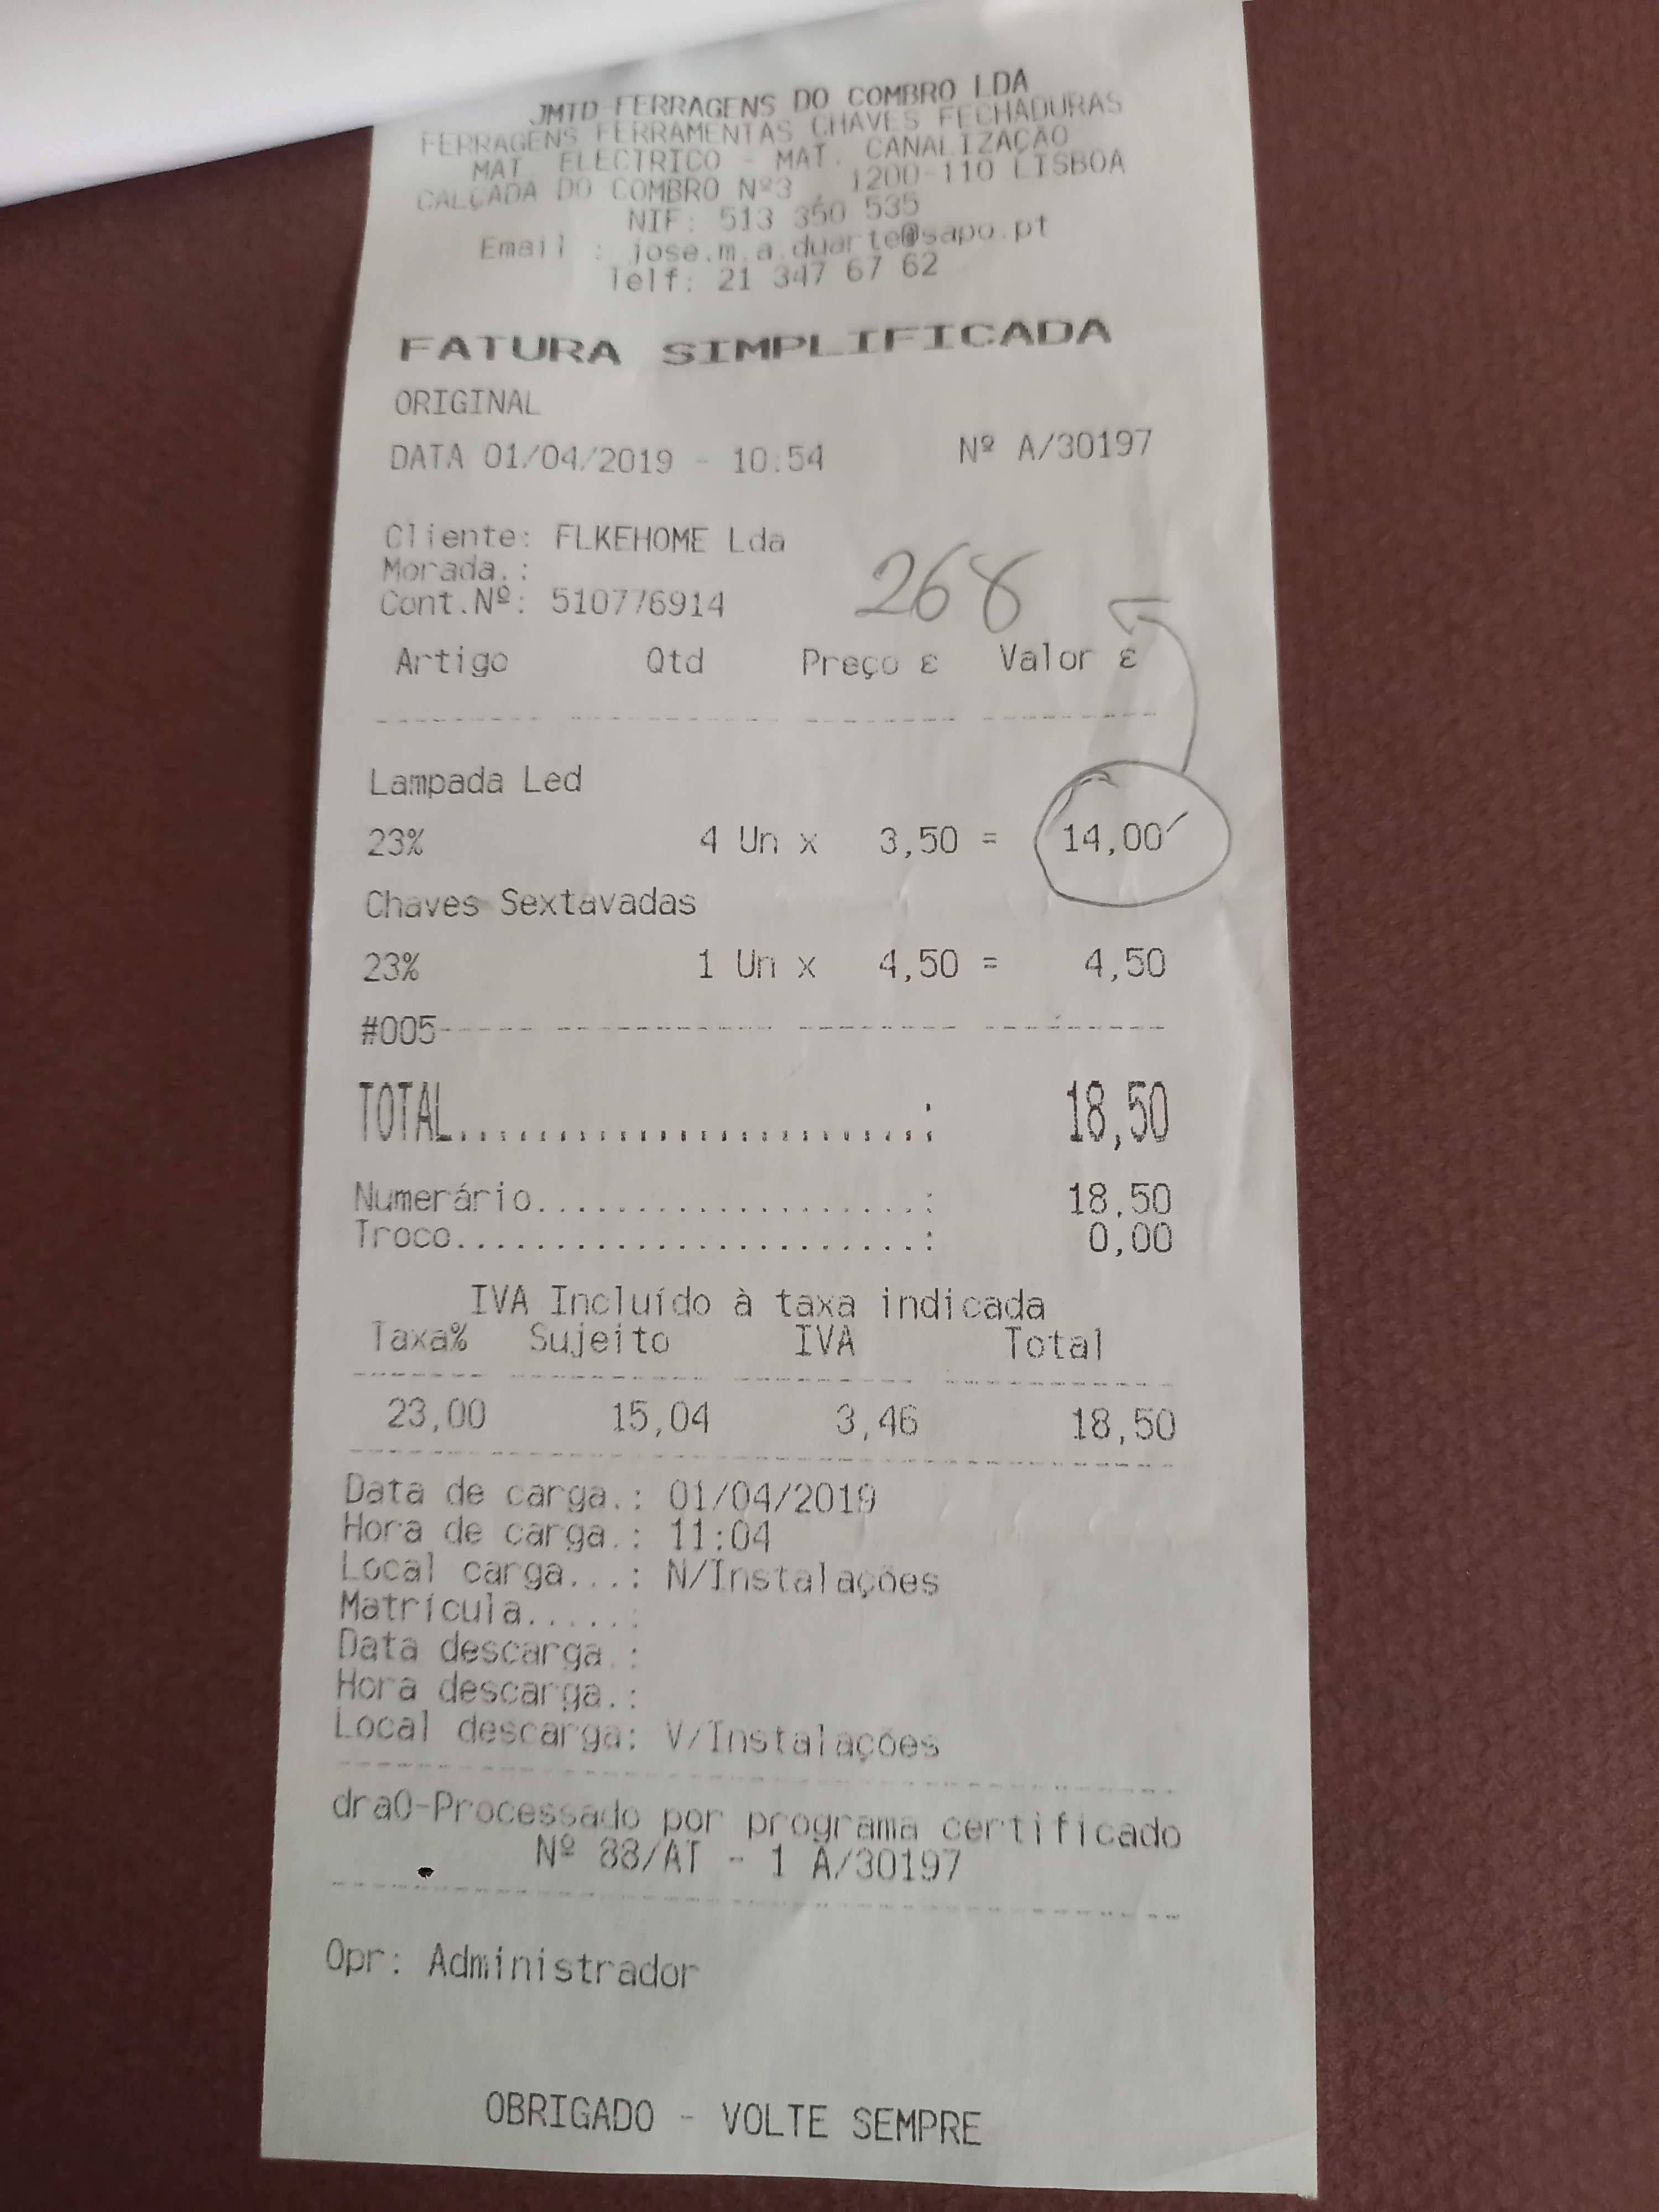 JMTD FERRAGENS DO COMBRO LDA
FERRAGENS FERRAMENTAS CHAVES FECHADURAS
MAT. ELECTRICO - MAT. CANALIZAÇÃO
CALÇADA DO COMBRO Nº3 , 1200-110 LISBOA
NIF: 513 350 535
Email : jose.m.a.duarte@sapo.pt
Telf: 21 347 67 62
FATURA SIMPLIFICADA
ORIGINAL
DATA 01/04/2019 - 10:54 Nº A/30197
Cliente: FLKEHOME Lda
Morada.:
Cont.Nº: 510776914
268
Artigo Qtd Preço € Valor €
Lampada Led
23% 4 Un x 3,50 = 14,00
Chaves Sextavadas
23% 1 Un x 4,50 = 4,50
#005
TOTAL..........................: 18,50
Numerário....................: 18,50
Troco........................: 0,00
IVA Incluído à taxa indicada
Taxa% Sujeito IVA Total
23,00 15,04 3,46 18,50
Data de carga.: 01/04/2019
Hora de carga.: 11:04
Local carga...: N/Instalações
Matrícula.....:
Data descarga.:
Hora descarga.:
Local descarga: V/Instalações
dra0-Processado por programa certificado
Nº 88/AT - 1 A/30197
Opr: Administrador
OBRIGADO - VOLTE SEMPRE